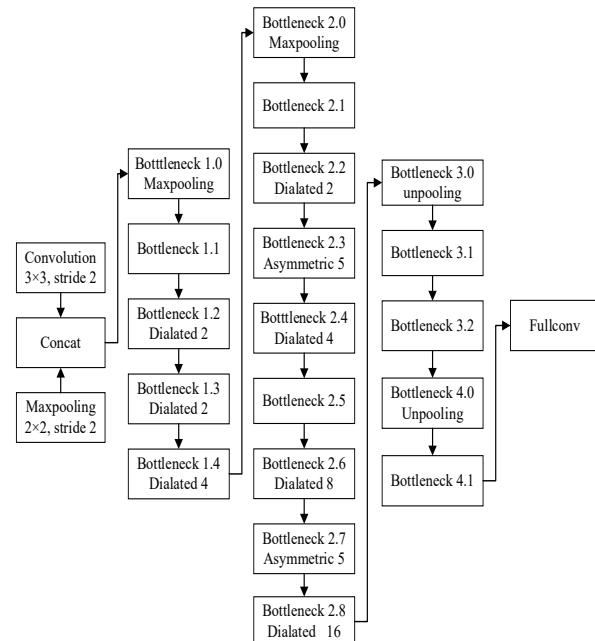 Convolution
3×3, stride 2
Concat
Maxpooling
2×2, stride 2
Botttleneck 1.0
Maxpooling
Bottleneck 1.1
Bottleneck 1.2
Dialated 2
Bottleneck 1.3
Dialated 2
Bottleneck 1.4
Dialated 4
Bottleneck 2.0
Maxpooling
Bottleneck 2.1
Bottleneck 2.2
Dialated 2
Bottleneck 2.3
Asymmetric 5
Botttleneck 2.4
Dialated 4
Bottleneck 2.5
Bottleneck 2.6
Dialated 8
Bottleneck 2.7
Asymmetric 5
Bottleneck 2.8
Dialated 16
Bottleneck 3.0
unpooling
Bottleneck 3.1
Bottleneck 3.2
Bottleneck 4.0
Unpooling
Bottleneck 4.1
Fullconv